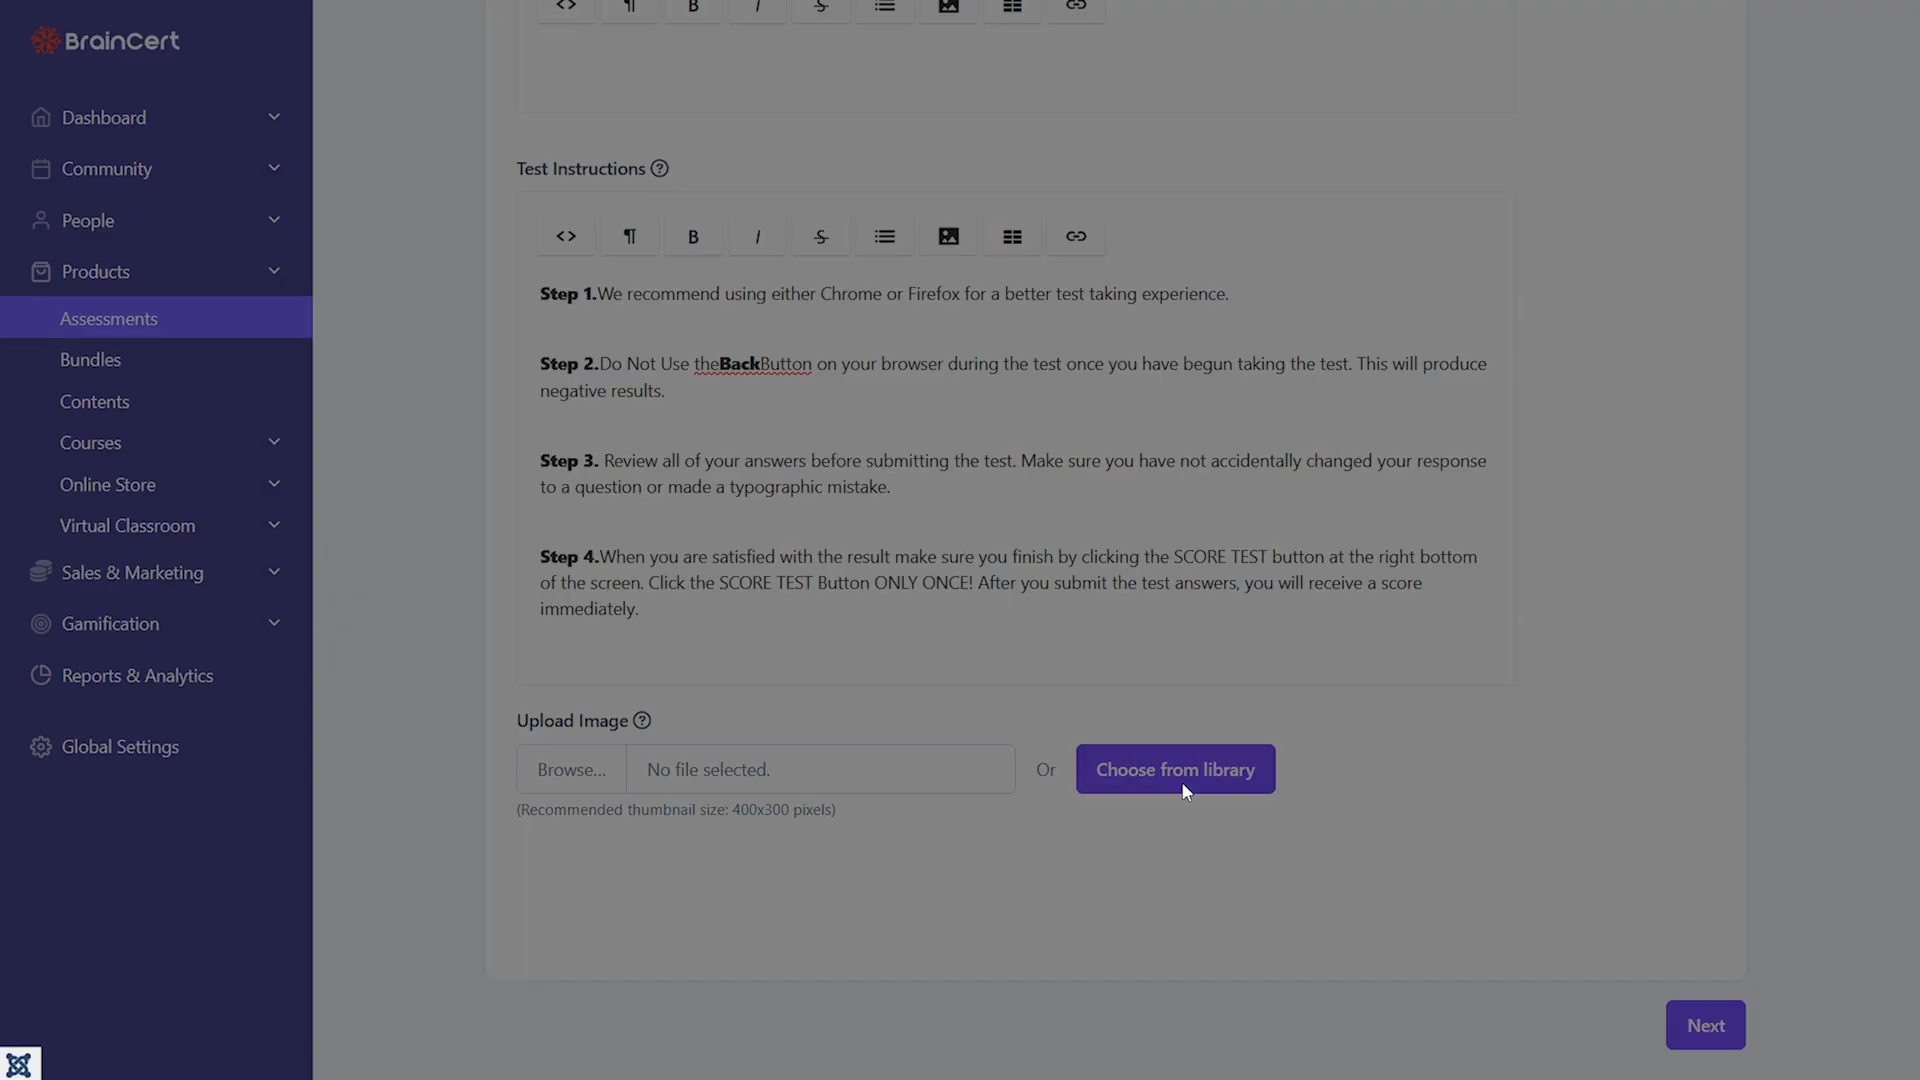 BrainCert
Dashboard
Community
People
Products
Assessments
Bundles
Contents
Courses
Online Store
Virtual Classroom
Sales & Marketing
Gamification
Reports & Analytics
Global Settings
<> ¶ B I S
Test Instructions ?
<> ¶ B I S
Step 1.We recommend using either Chrome or Firefox for a better test taking experience.
Step 2.Do Not Use theBackButton on your browser during the test once you have begun taking the test. This will produce
negative results.
Step 3. Review all of your answers before submitting the test. Make sure you have not accidentally changed your response
to a question or made a typographic mistake.
Step 4.When you are satisfied with the result make sure you finish by clicking the SCORE TEST button at the right bottom
of the screen. Click the SCORE TEST Button ONLY ONCE! After you submit the test answers, you will receive a score
immediately.
Upload Image ?
Browse... No file selected. Or Choose from library
(Recommended thumbnail size: 400x300 pixels)
Next